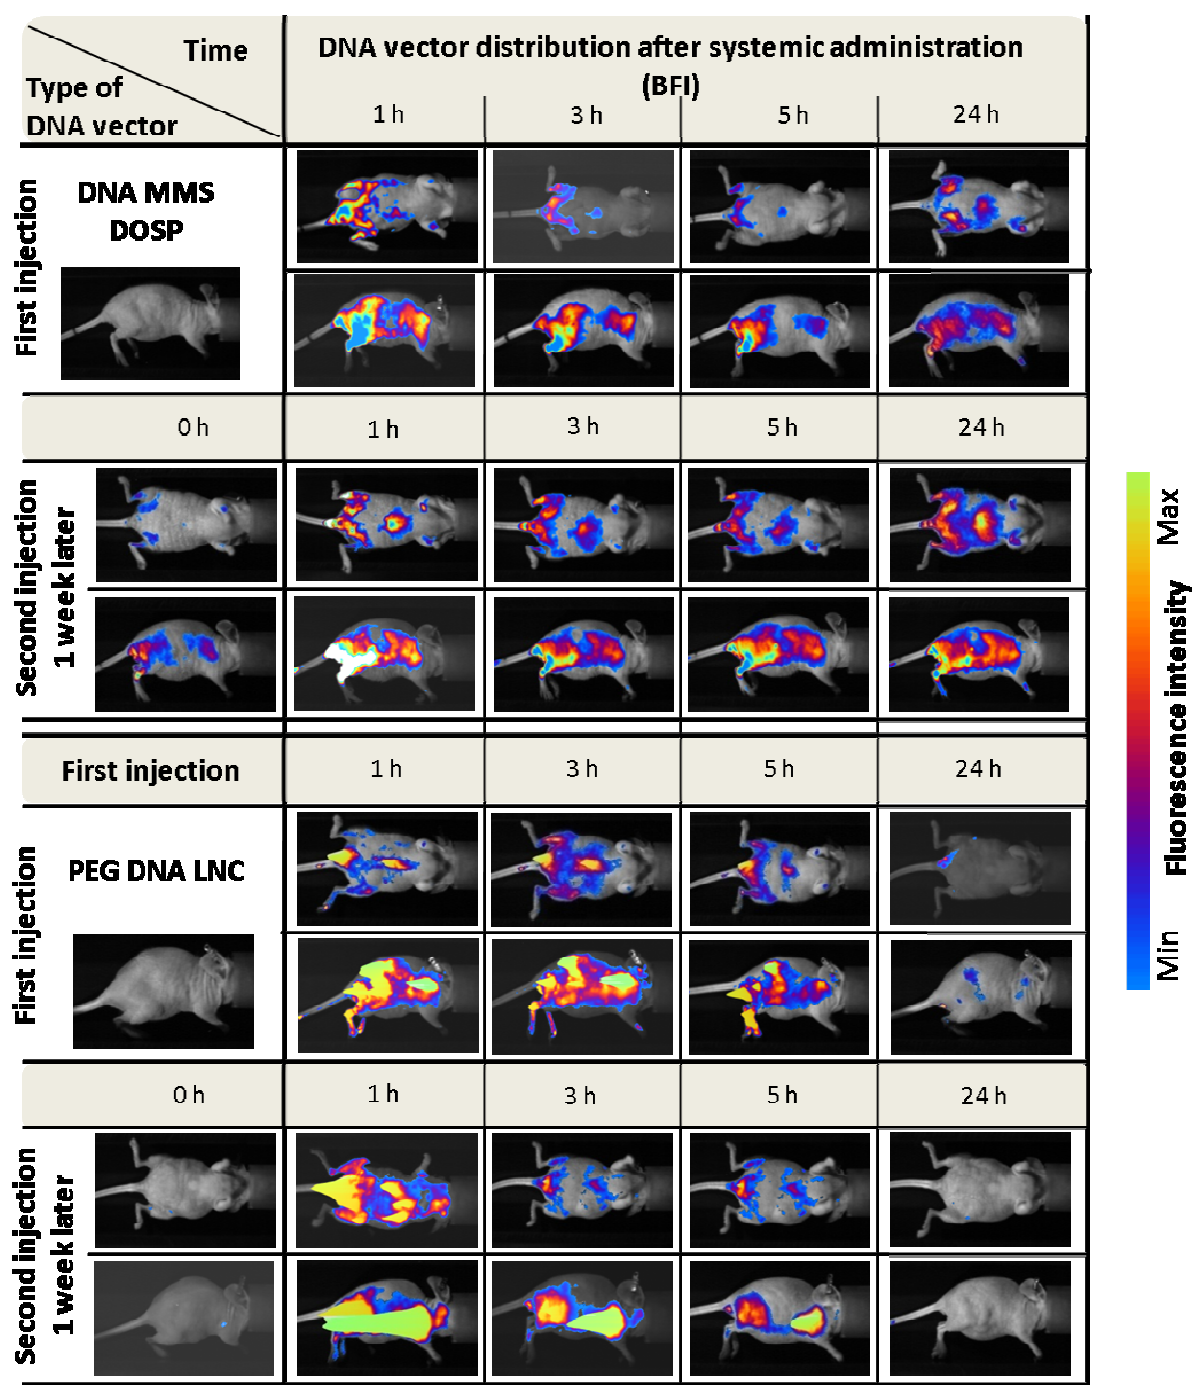 Time
Type of
DNA vector
DNA vector distribution after systemic administration
(BFI)
1 h
3 h
5 h
24 h
First injection
DNA MMS
DOSP
0 h
1 h
3 h
5 h
24 h
Second injection
1 week later
First injection
1 h
3 h
5 h
24 h
First injection
PEG DNA LNC
0 h
1 h
3 h
5 h
24 h
Second injection
1 week later
Max
Fluorescence intensity
Min